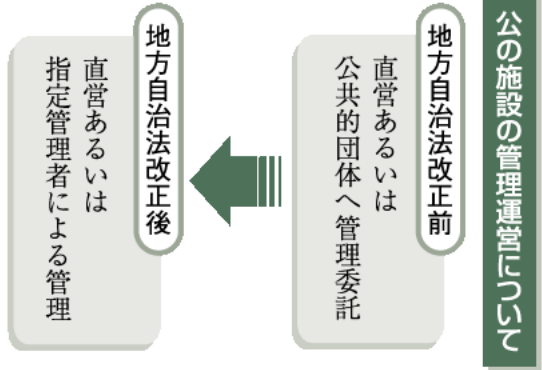 公の施設の管理運営について
地方自治法改正前
直営あるいは
公共的団体へ管理委託
地方自治法改正後
直営あるいは
指定管理者による管理